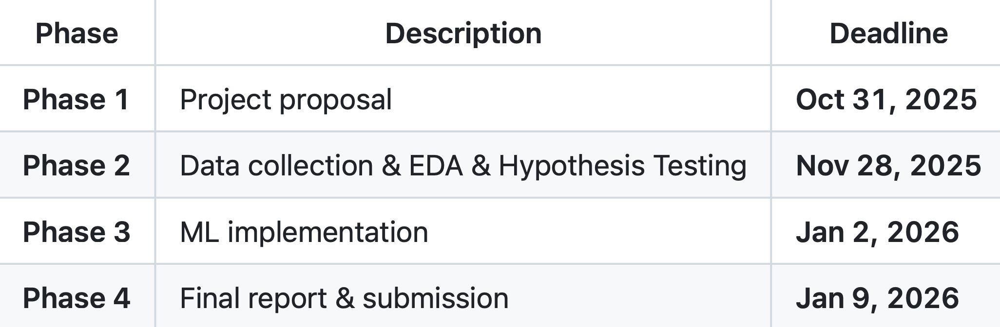 Phase Description Deadline
Phase 1 Project proposal Oct 31, 2025
Phase 2 Data collection & EDA & Hypothesis Testing Nov 28, 2025
Phase 3 ML implementation Jan 2, 2026
Phase 4 Final report & submission Jan 9, 2026